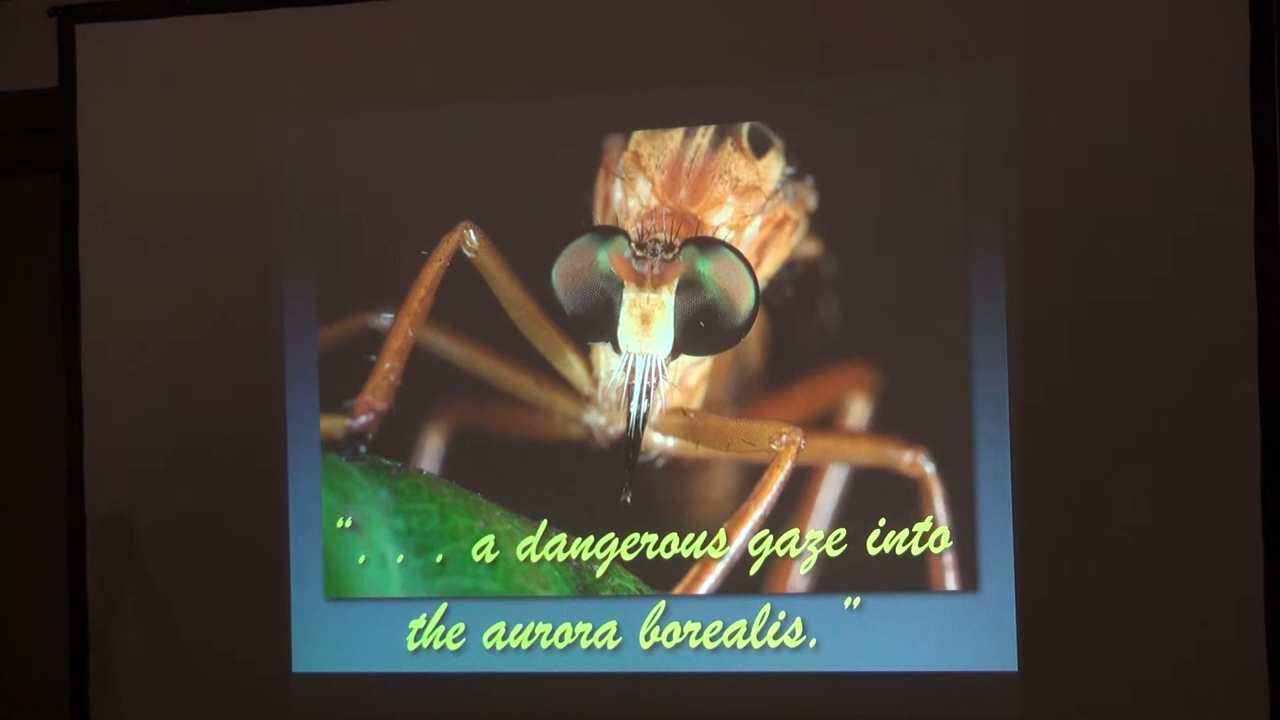 “. . . a dangerous gaze into
the aurora borealis.”